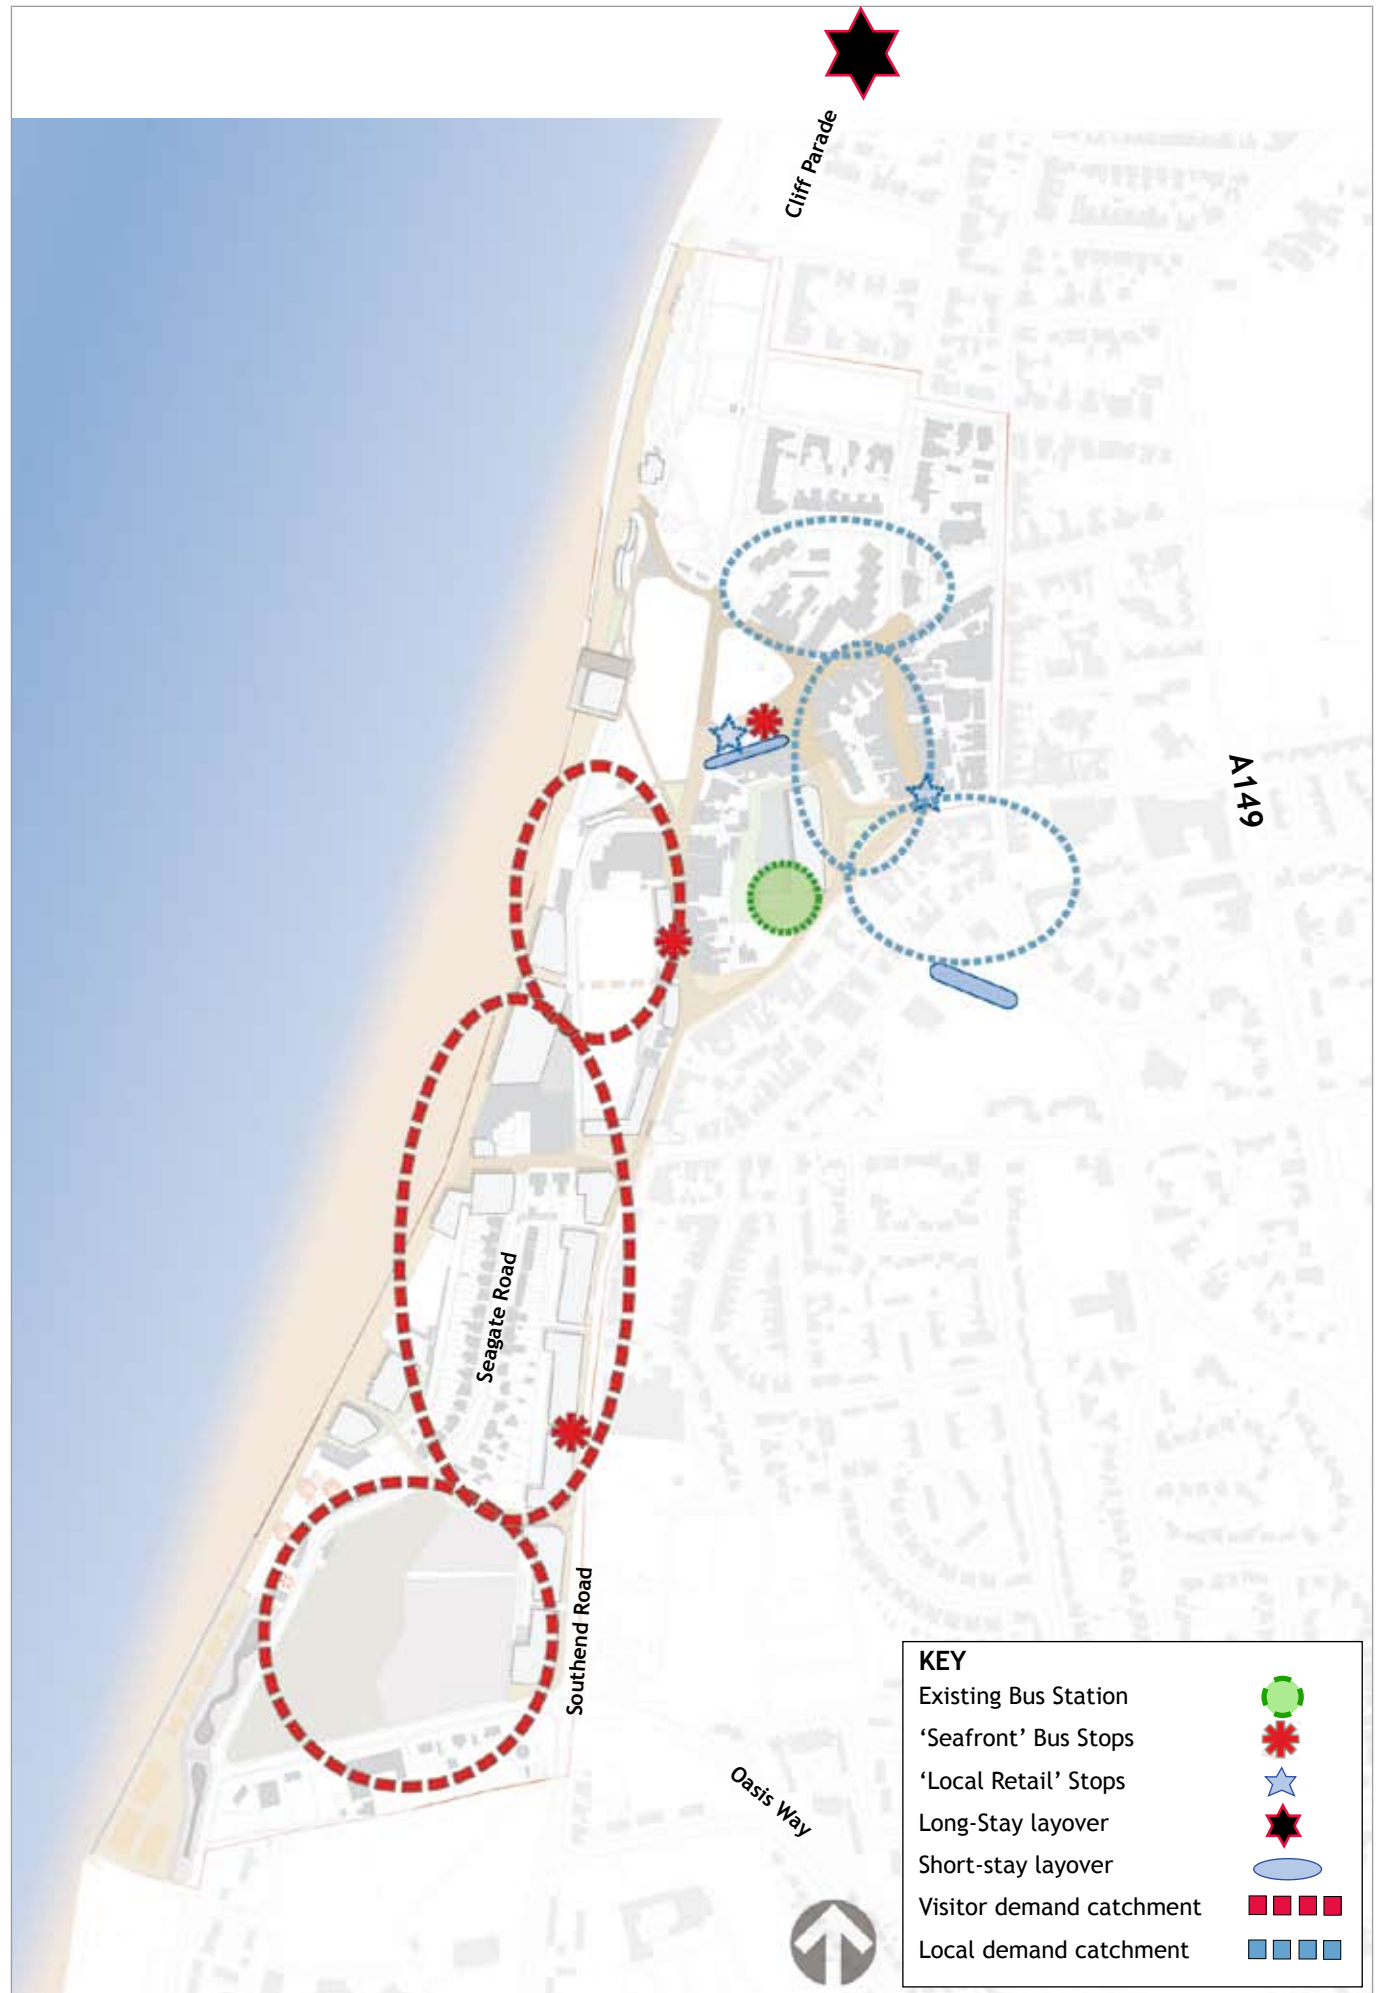 Cliff Parade
A149
Seagate Road
Southend Road
Oasis Way
KEY
Existing Bus Station
‘Seafront’ Bus Stops
‘Local Retail’ Stops
Long-Stay layover
Short-stay layover
Visitor demand catchment
Local demand catchment